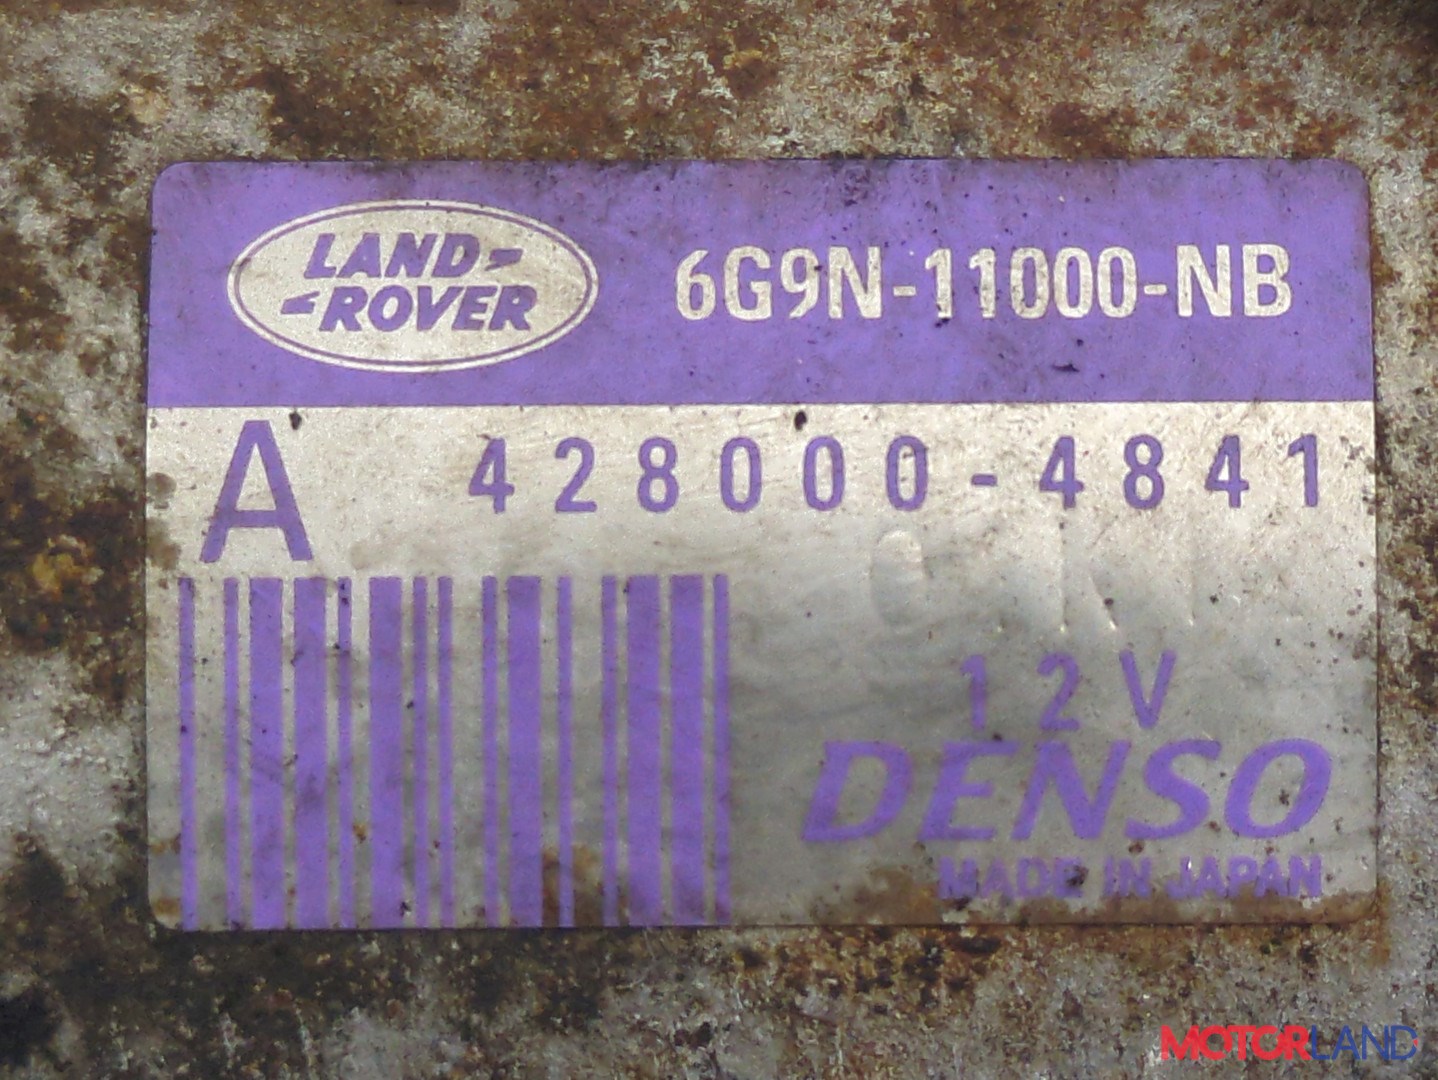 LAND-
-ROVER
6G9N-11000-NB
A
428000-4841
12V
DENSO
MADE IN JAPAN
MOTORLAND